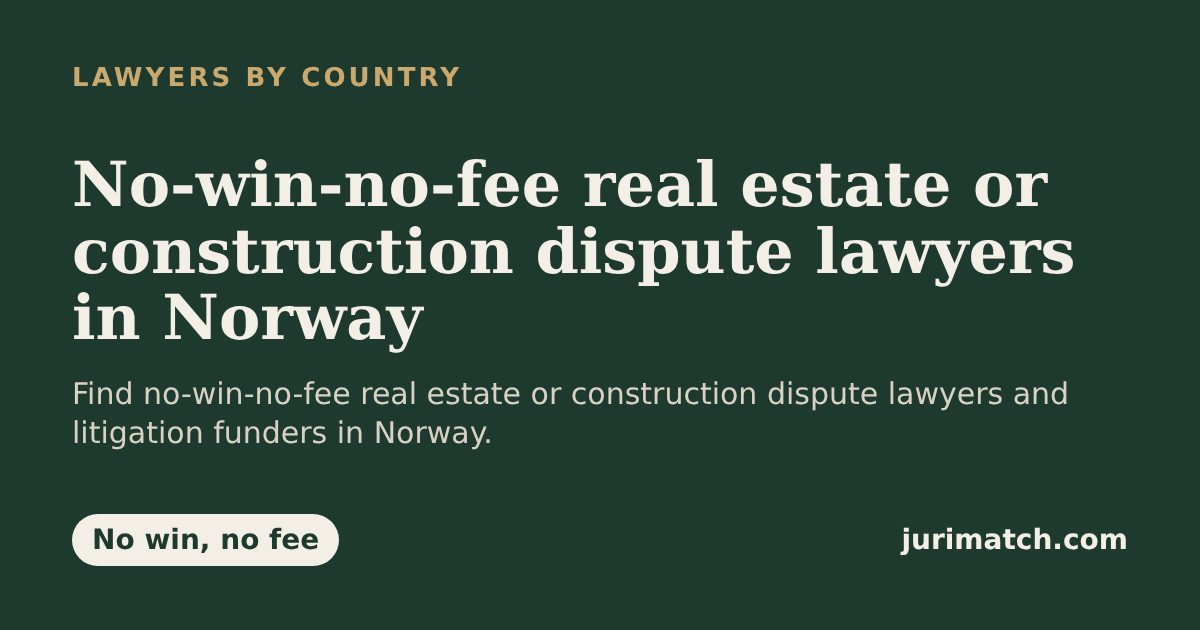 LAWYERS BY COUNTRY
No-win-no-fee real estate or
construction dispute lawyers
in Norway
Find no-win-no-fee real estate or construction dispute lawyers and
litigation funders in Norway.
No win, no fee
jurimatch.com